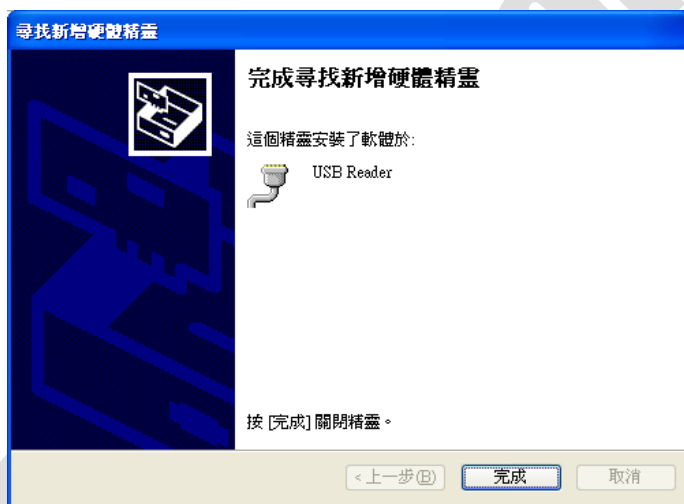 尋找新增硬體精靈
完成尋找新增硬體精靈
這個精靈安裝了軟體於:
USB Reader
按 [完成] 關閉精靈。
< 上一步(B)
完成
取消